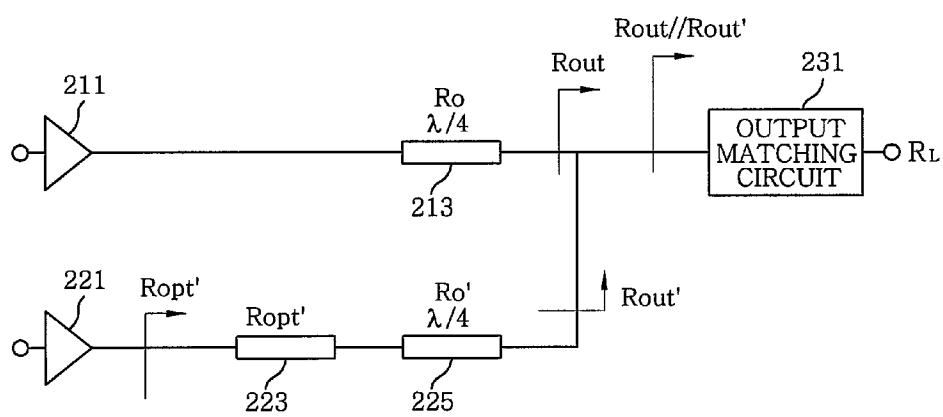 Rout//Rout'
211
Rout
231
Ro
λ/4
OUTPUT
MATCHING
CIRCUIT
RL
213
221
Ropt'
Ropt'
Ro'
λ/4
Rout'
223
225